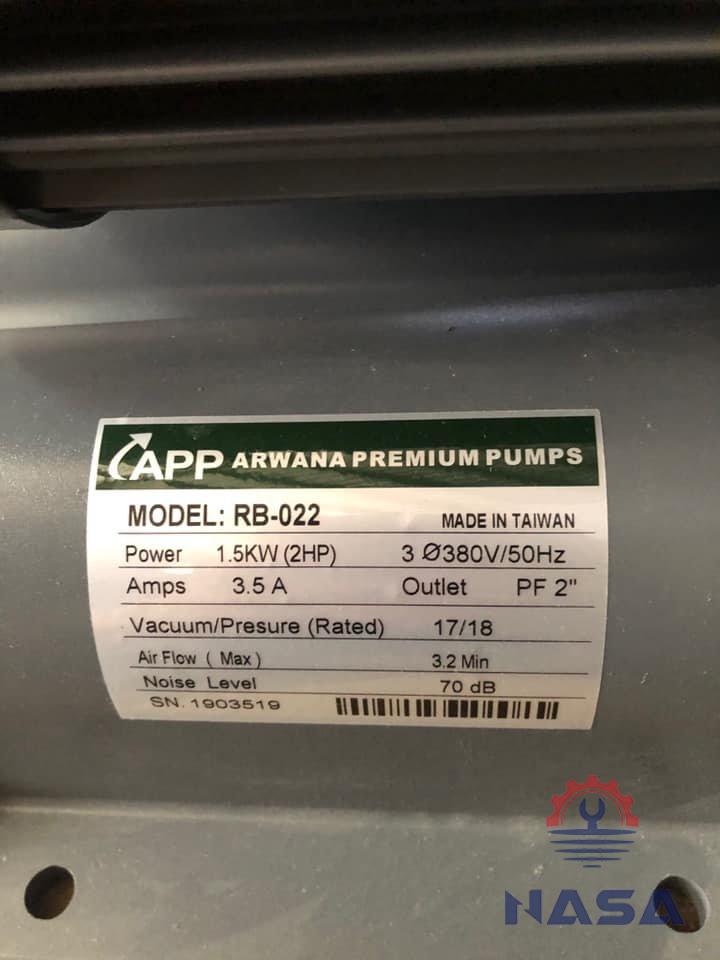 APP ARWANA PREMIUM PUMPS
MODEL: RB-022 MADE IN TAIWAN
Power 1.5KW (2HP) 3 Ø380V/50Hz
Amps 3.5 A Outlet PF 2"
Vacuum/Presure (Rated) 17/18
Air Flow ( Max ) 3.2 Min
Noise Level 70 dB
SN. 1903519
NASA